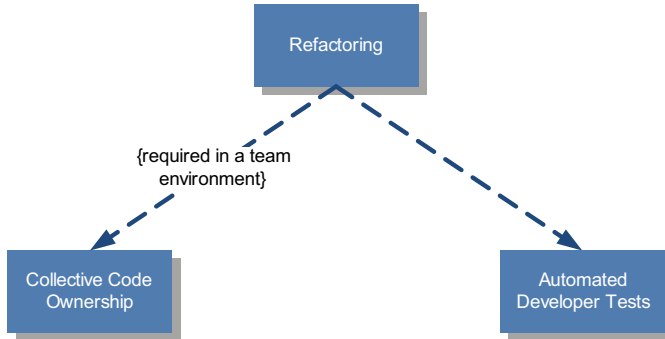 Refactoring
{required in a team
environment}
Collective Code
Ownership
Automated
Developer Tests